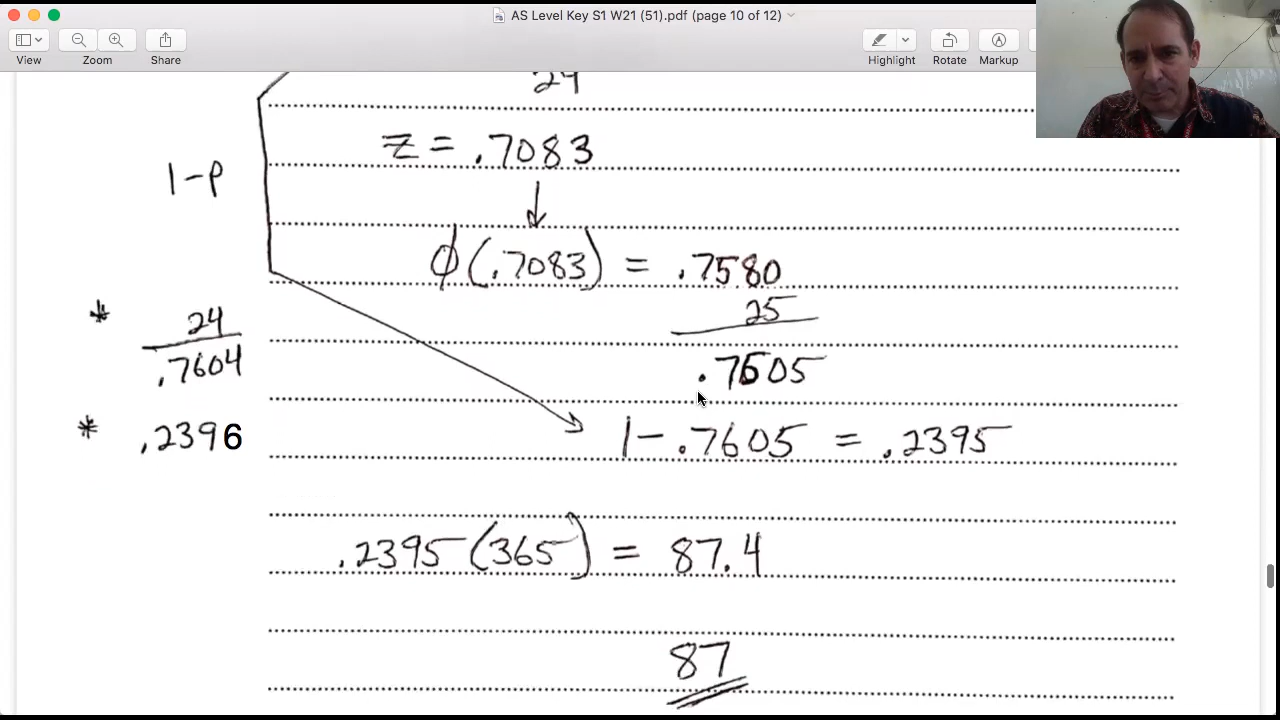 AS Level Key S1 W21 (51).pdf (page 10 of 12)
View Zoom Share Highlight Rotate Markup
24
z = .7083
1-p
ϕ(.7083) = .7580
25
.7605
* 24
.7604
* .2396
1-.7605 = .2395
.2395(365) = 87.4
87